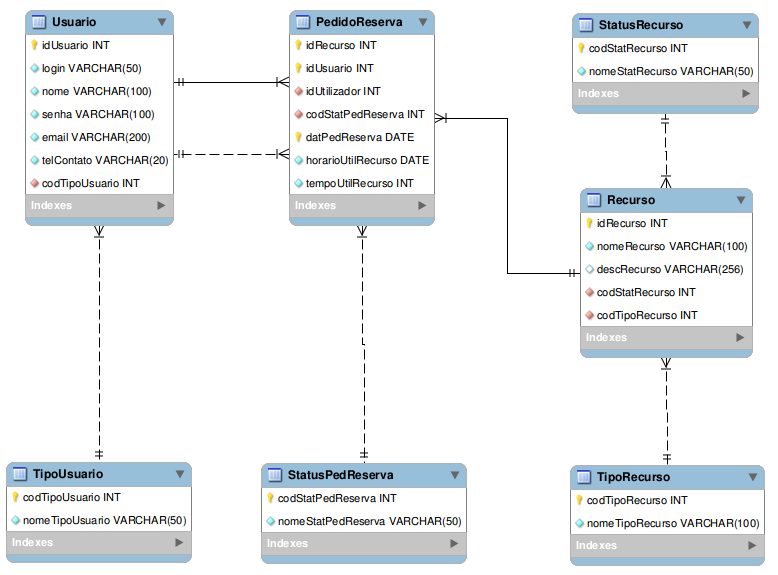 Usuario
idUsuario INT
login VARCHAR(50)
nome VARCHAR(100)
senha VARCHAR(100)
email VARCHAR(200)
telContato VARCHAR(20)
codTipoUsuario INT
Indexes
PedidoReserva
idRecurso INT
idUsuario INT
idUtilizador INT
codStatPedReserva INT
datPedReserva DATE
horarioUtilRecurso DATE
tempoUtilRecurso INT
Indexes
StatusRecurso
codStatRecurso INT
nomeStatRecurso VARCHAR(50)
Indexes
Recurso
idRecurso INT
nomeRecurso VARCHAR(100)
descRecurso VARCHAR(256)
codStatRecurso INT
codTipoRecurso INT
Indexes
TipoUsuario
codTipoUsuario INT
nomeTipoUsuario VARCHAR(50)
Indexes
StatusPedReserva
codStatPedReserva INT
nomeStatPedReserva VARCHAR(50)
Indexes
TipoRecurso
codTipoRecurso INT
nomeTipoRecurso VARCHAR(100)
Indexes